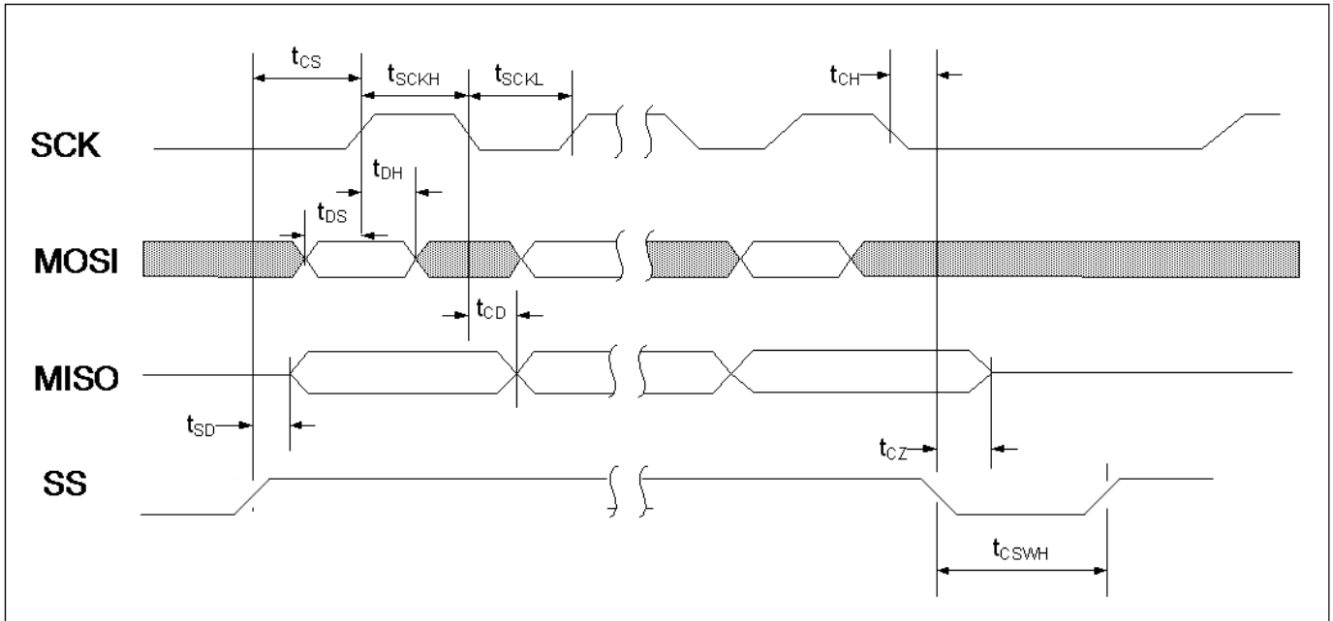 tCS
tSCKH
tSCKL
tCH
SCK
tDH
tDS
MOSI
tCD
MISO
tSD
tCZ
SS
tCSWH